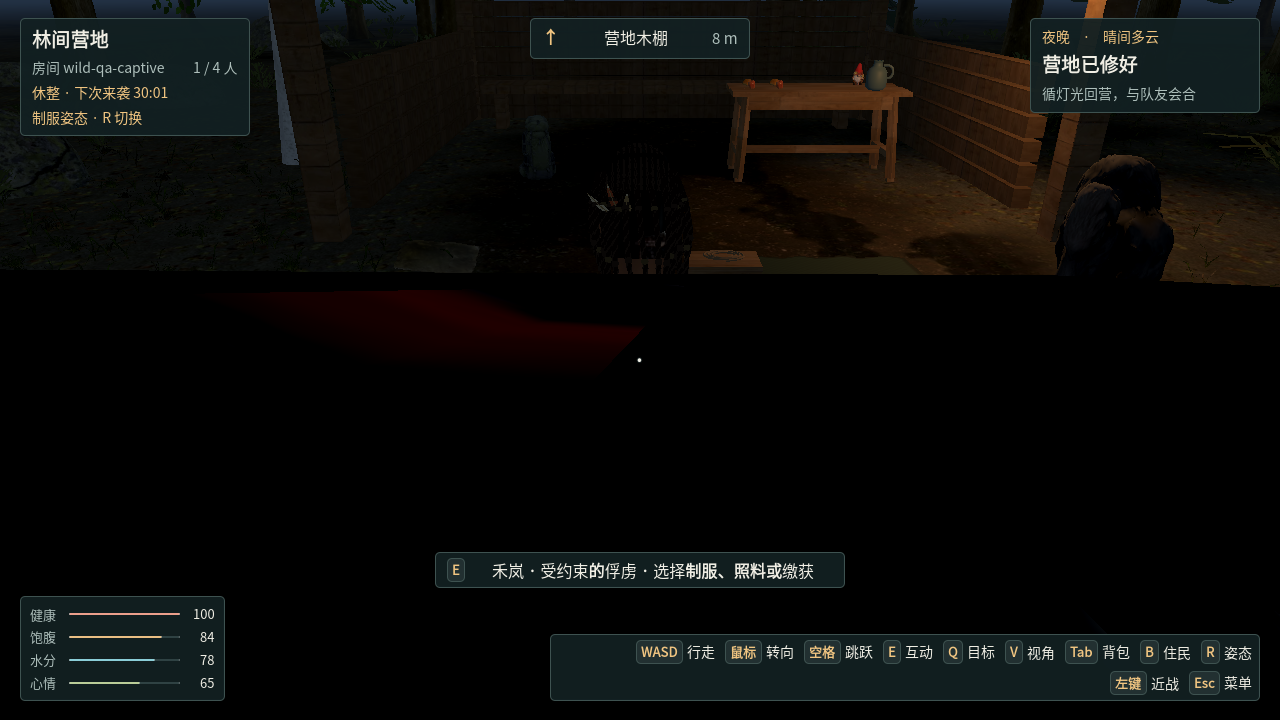 林间营地
房间 wild-qa-captive 1 / 4 人
休整 · 下次来袭 30:01
制服姿态 · R 切换
↑ 营地木棚 8 m
夜晚 · 晴间多云
营地已修好
循灯光回营，与队友会合
E 禾岚 · 受约束的俘虏 · 选择制服、照料或缴获
健康 100
饱腹 84
水分 78
心情 65
WASD 行走 鼠标 转向 空格 跳跃 E 互动 Q 目标 V 视角 Tab 背包 B 住民 R 姿态
左键 近战 Esc 菜单